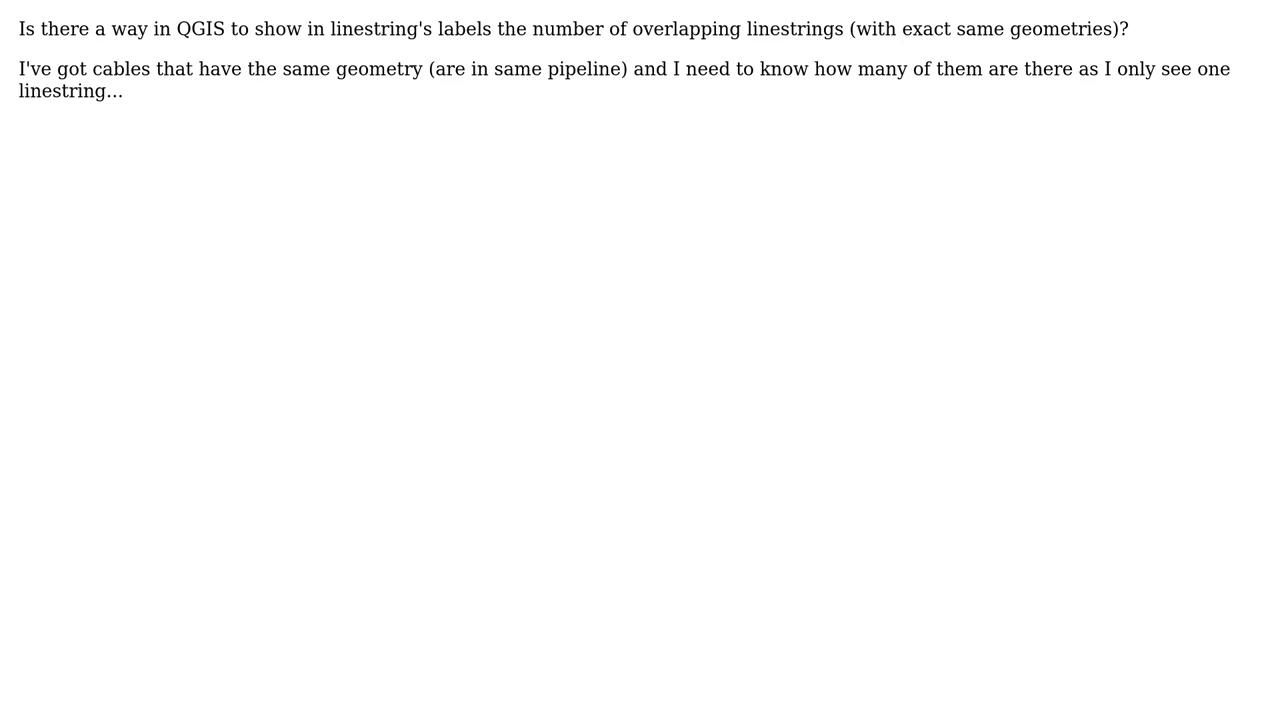 Is there a way in QGIS to show in linestring's labels the number of overlapping linestrings (with exact same geometries)?
I've got cables that have the same geometry (are in same pipeline) and I need to know how many of them are there as I only see one
linestring...